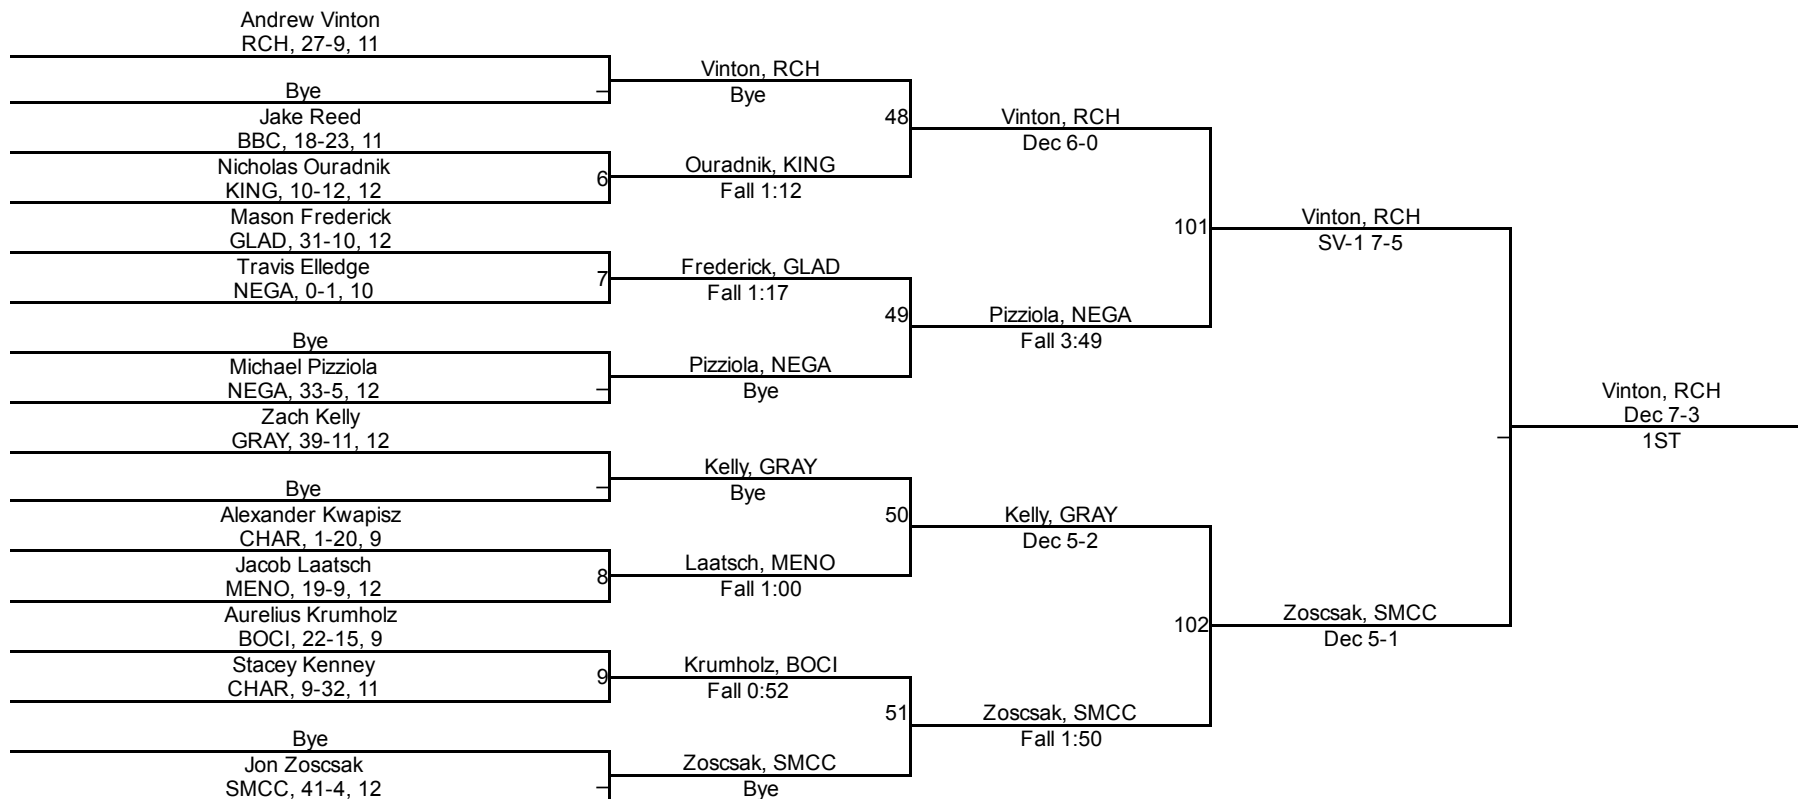 Andrew Vinton
RCH, 27-9, 11
Bye
Jake Reed
BBC, 18-23, 11
Nicholas Ouradnik
KING, 10-12, 12
Mason Frederick
GLAD, 31-10, 12
Travis Elledge
NEGA, 0-1, 10
Bye
Michael Pizziola
NEGA, 33-5, 12
Zach Kelly
GRAY, 39-11, 12
Bye
Alexander Kwapisz
CHAR, 1-20, 9
Jacob Laatsch
MENO, 19-9, 12
Aurelius Krumholz
BOCI, 22-15, 9
Stacey Kenney
CHAR, 9-32, 11
Bye
Jon Zoscsak
SMCC, 41-4, 12
6
7
8
9
Vinton, RCH
Bye
Ouradnik, KING
Fall 1:12
Frederick, GLAD
Fall 1:17
Pizziola, NEGA
Bye
Kelly, GRAY
Bye
Laatsch, MENO
Fall 1:00
Krumholz, BOCI
Fall 0:52
Zoscsak, SMCC
Bye
48
49
50
51
Vinton, RCH
Dec 6-0
Pizziola, NEGA
Fall 3:49
Kelly, GRAY
Dec 5-2
Zoscsak, SMCC
Fall 1:50
101
102
Vinton, RCH
SV-1 7-5
Zoscsak, SMCC
Dec 5-1
Vinton, RCH
Dec 7-3
1ST